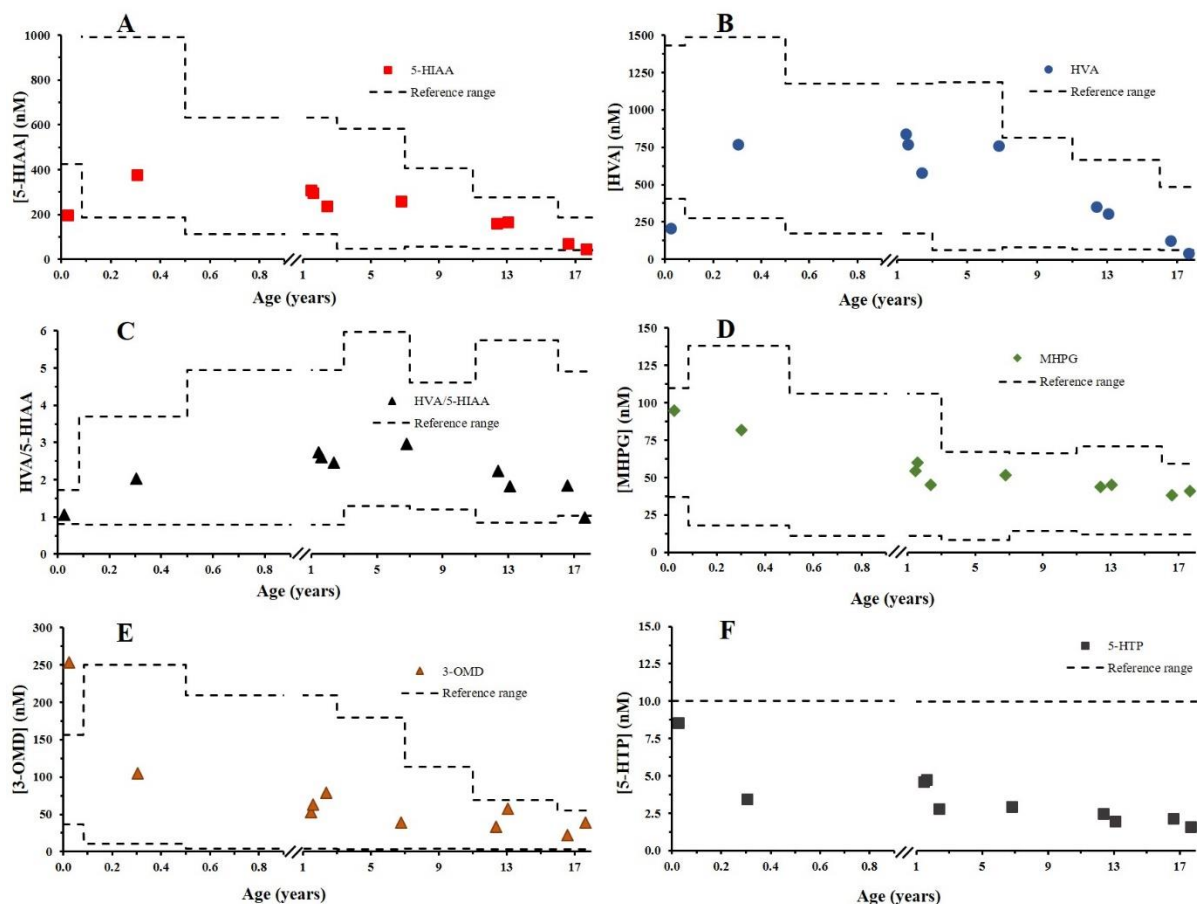 A
[5-HIAA] (nM)
1000
800
600
400
200
0
5-HIAA
Reference range
0.0 0.2 0.4 0.6 0.8 1 5 9 13 17
Age (years)
B
[HVA] (nM)
1500
1250
1000
750
500
250
0
HVA
Reference range
0.0 0.2 0.4 0.6 0.8 1 5 9 13 17
Age (years)
C
HVA/5-HIAA
6
5
4
3
2
1
0
HVA/5-HIAA
Reference range
0.0 0.2 0.4 0.6 0.8 1 5 9 13 17
Age (years)
D
[MHPG] (nM)
150
125
100
75
50
25
0
MHPG
Reference range
0.0 0.2 0.4 0.6 0.8 1 5 9 13 17
Age (years)
E
[3-OMD] (nM)
300
250
200
150
100
50
0
3-OMD
Reference range
0.0 0.2 0.4 0.6 0.8 1 5 9 13 17
Age (years)
F
[5-HTP] (nM)
15.0
12.5
10.0
7.5
5.0
2.5
0.0
5-HTP
Reference range
0.0 0.2 0.4 0.6 0.8 1 5 9 13 17
Age (years)